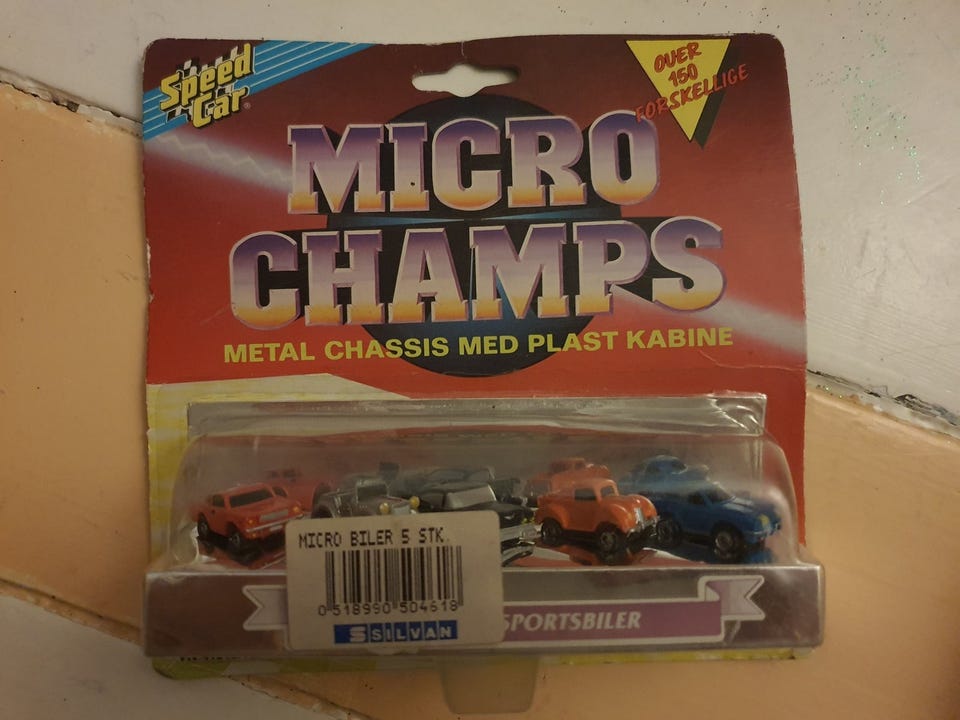 Speed
Car®
OVER
150
FORSKELLIGE
MICRO
CHAMPS
METAL CHASSIS MED PLAST KABINE
MICRO BILER 5 STK.
0 518990 504618
S SILVAN
SPORTSBILER